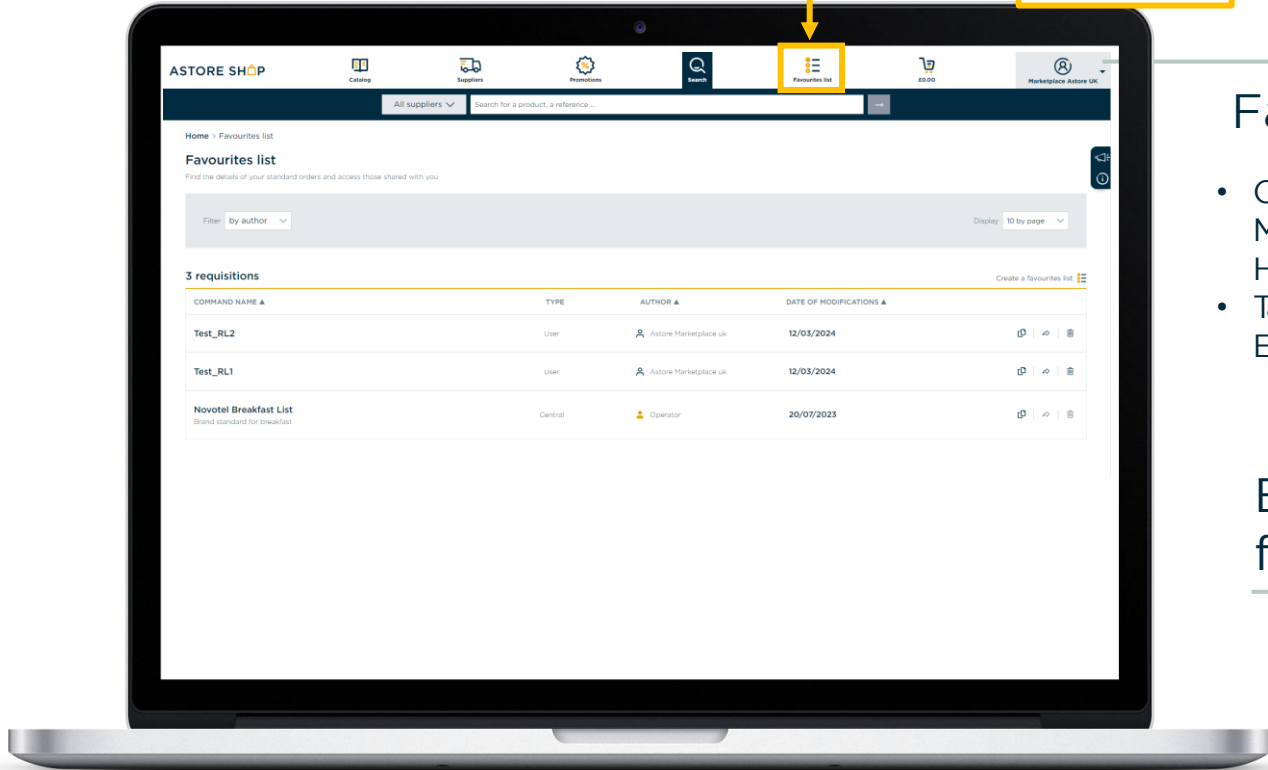 ASTORE SHOP
Catalog
Suppliers
Promotions
Search
Favourites list
£0.00
Marketplace Astore UK
All suppliers
Search for a product, a reference ...
Home > Favourites list
Favourites list
Find the details of your standard orders and access those shared with you
Filter by author
Display 10 by page
3 requisitions
Create a favourites list
COMMAND NAME ▲ TYPE AUTHOR ▲ DATE OF MODIFICATIONS ▲
Test_RL2 User Astore Marketplace uk 12/03/2024
Test_RL1 User Astore Marketplace uk 12/03/2024
Novotel Breakfast List Central Operator 20/07/2023
Brand standard for breakfast
Fa